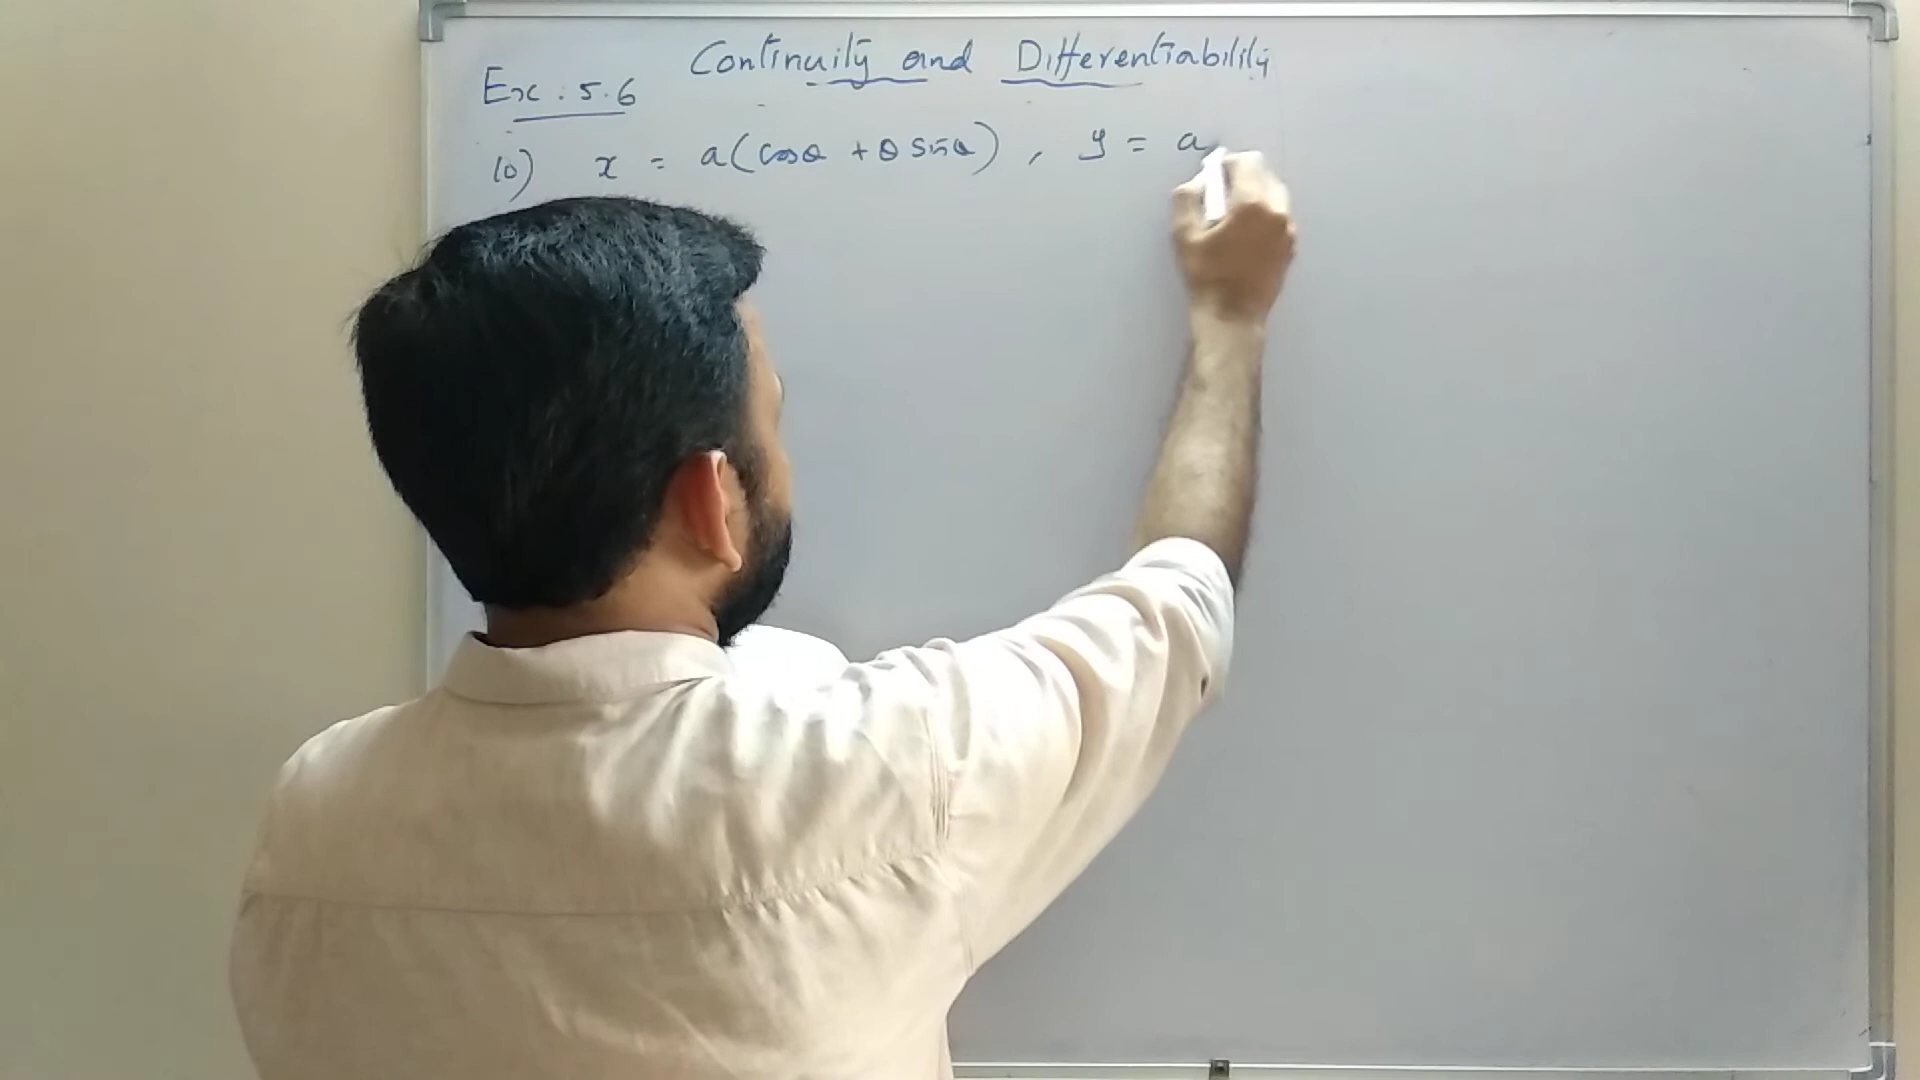 Continuity and Differentiability
Ex : 5.6
10) x = a(cosθ + θ sinθ) , y = a